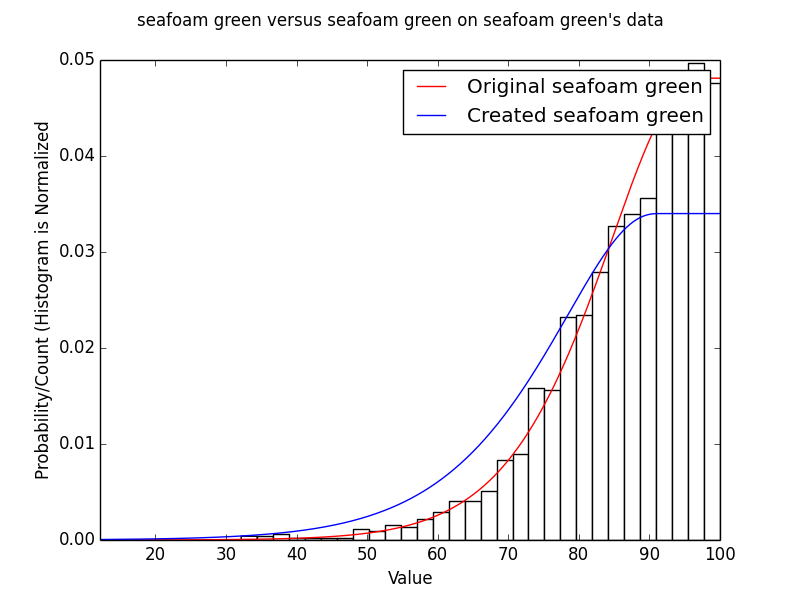 seafoam green versus seafoam green on seafoam green's data
0.05
Original seafoam green
Created seafoam green
0.04
0.03
0.02
0.01
0.00
Probability/Count (Histogram is Normalized
20 30 40 50 60 70 80 90 100
Value